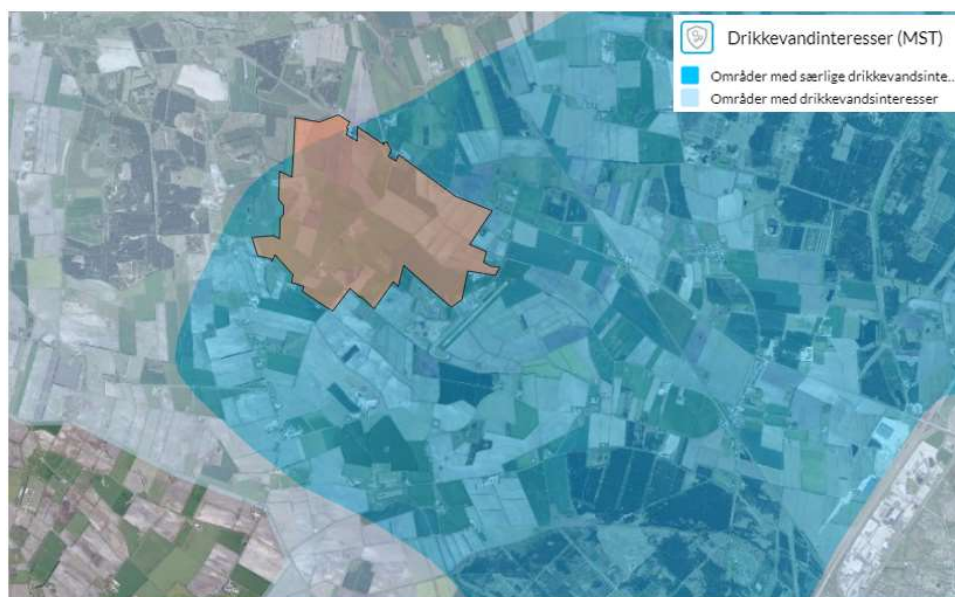 Drikkevandinteresser (MST)
Områder med særlige drikkevandsinte...
Områder med drikkevandsinteresser